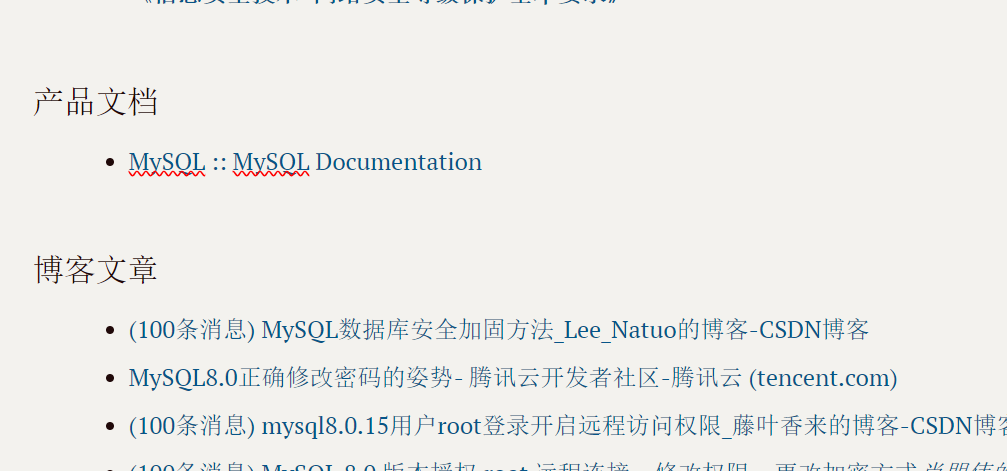 产品文档
MySQL :: MySQL Documentation
博客文章
(100条消息) MySQL数据库安全加固方法_Lee_Natuo的博客-CSDN博客
MySQL8.0正确修改密码的姿势- 腾讯云开发者社区-腾讯云 (tencent.com)
(100条消息) mysql8.0.15用户root登录开启远程访问权限_藤叶香来的博客-CSDN博